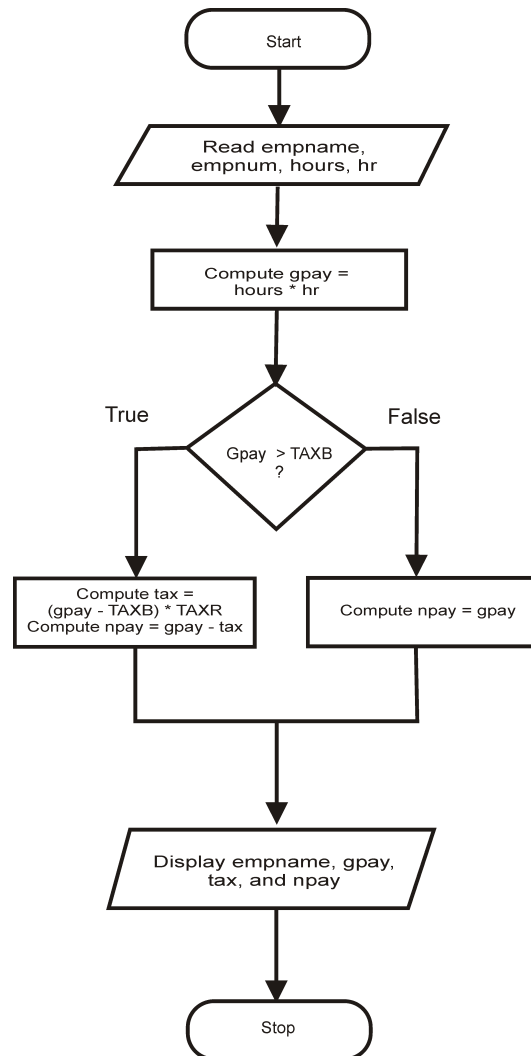 Start
Read empname,
empnum, hours, hr
Compute gpay =
hours * hr
True
False
Gpay > TAXB
?
Compute tax =
(gpay - TAXB) * TAXR
Compute npay = gpay - tax
Compute npay = gpay
Display empname, gpay,
tax, and npay
Stop